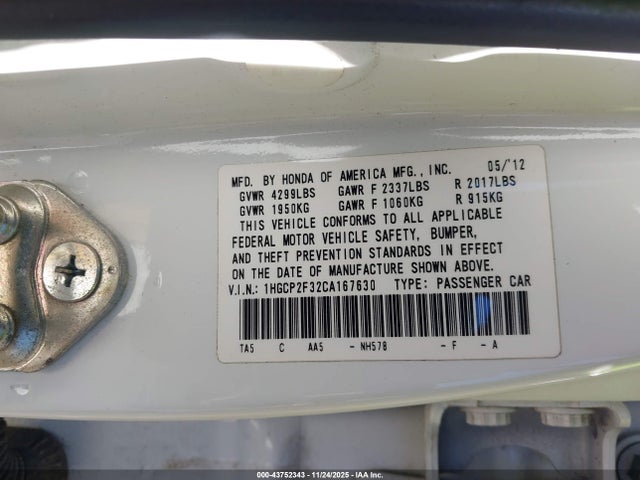 MFD. BY HONDA OF AMERICA MFG., INC. 05/'12
GVWR 4299LBS GAWR F 2337LBS R 2017LBS
GVWR 1950KG GAWR F 1060KG R 915KG
THIS VEHICLE CONFORMS TO ALL APPLICABLE
FEDERAL MOTOR VEHICLE SAFETY, BUMPER,
AND THEFT PREVENTION STANDARDS IN EFFECT
ON THE DATE OF MANUFACTURE SHOWN ABOVE.
V.I.N.: 1HGCP2F32CA167630 TYPE: PASSENGER CAR
TA5 C AA5 - NH578 - F - A
00-43752343 - 11/24/2025 - IAA Inc.